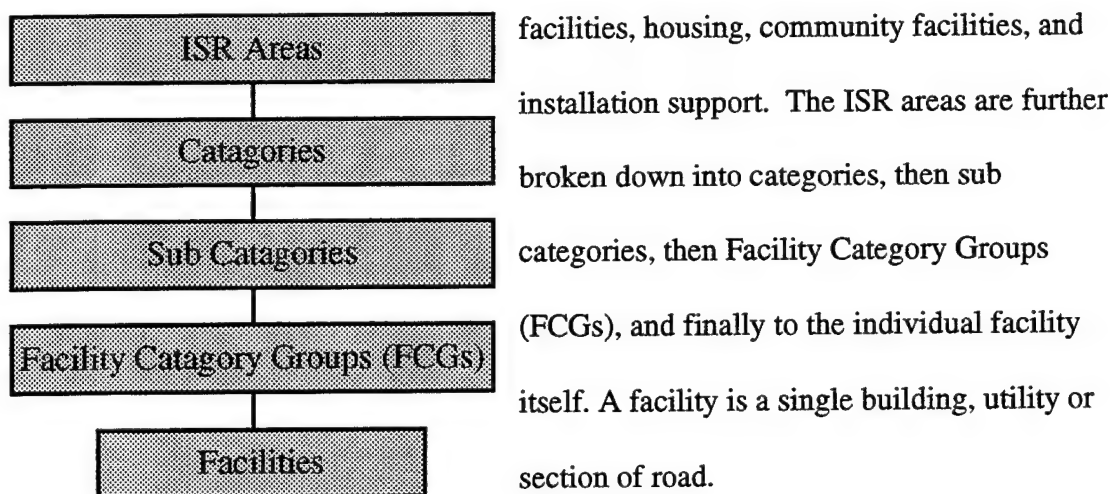 ISR Areas
Catagories
Sub Catagories
Facility Catagory Groups (FCGs)
Facilities
facilities, housing, community facilities, and
installation support. The ISR areas are further
broken down into categories, then sub
categories, then Facility Category Groups
(FCGs), and finally to the individual facility
itself. A facility is a single building, utility or
section of road.